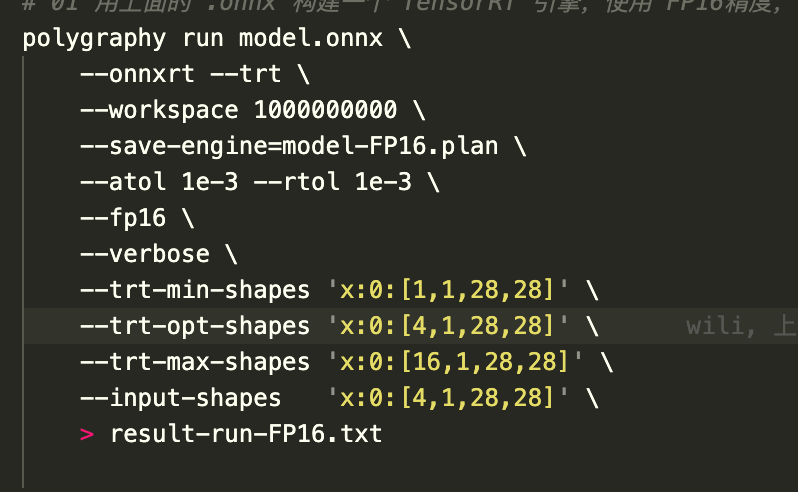 # 01 用上面的 .onnx 构建一个 TensorRT 引擎，使用 FP16精度，
polygraphy run model.onnx \
--onnxrt --trt \
--workspace 1000000000 \
--save-engine=model-FP16.plan \
--atol 1e-3 --rtol 1e-3 \
--fp16 \
--verbose \
--trt-min-shapes 'x:0:[1,1,28,28]' \
--trt-opt-shapes 'x:0:[4,1,28,28]' \ wili, 上
--trt-max-shapes 'x:0:[16,1,28,28]' \
--input-shapes 'x:0:[4,1,28,28]' \
> result-run-FP16.txt